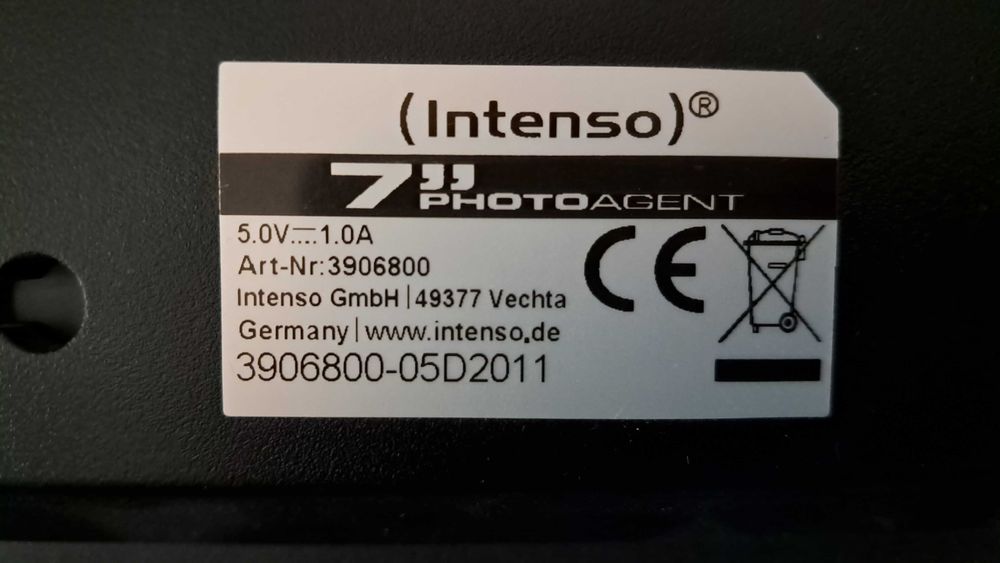 (Intenso)®
7" PHOTOAGENT
5.0V⎓1.0A
Art-Nr:3906800
Intenso GmbH|49377 Vechta
Germany|www.intenso.de
3906800-05D2011
CE